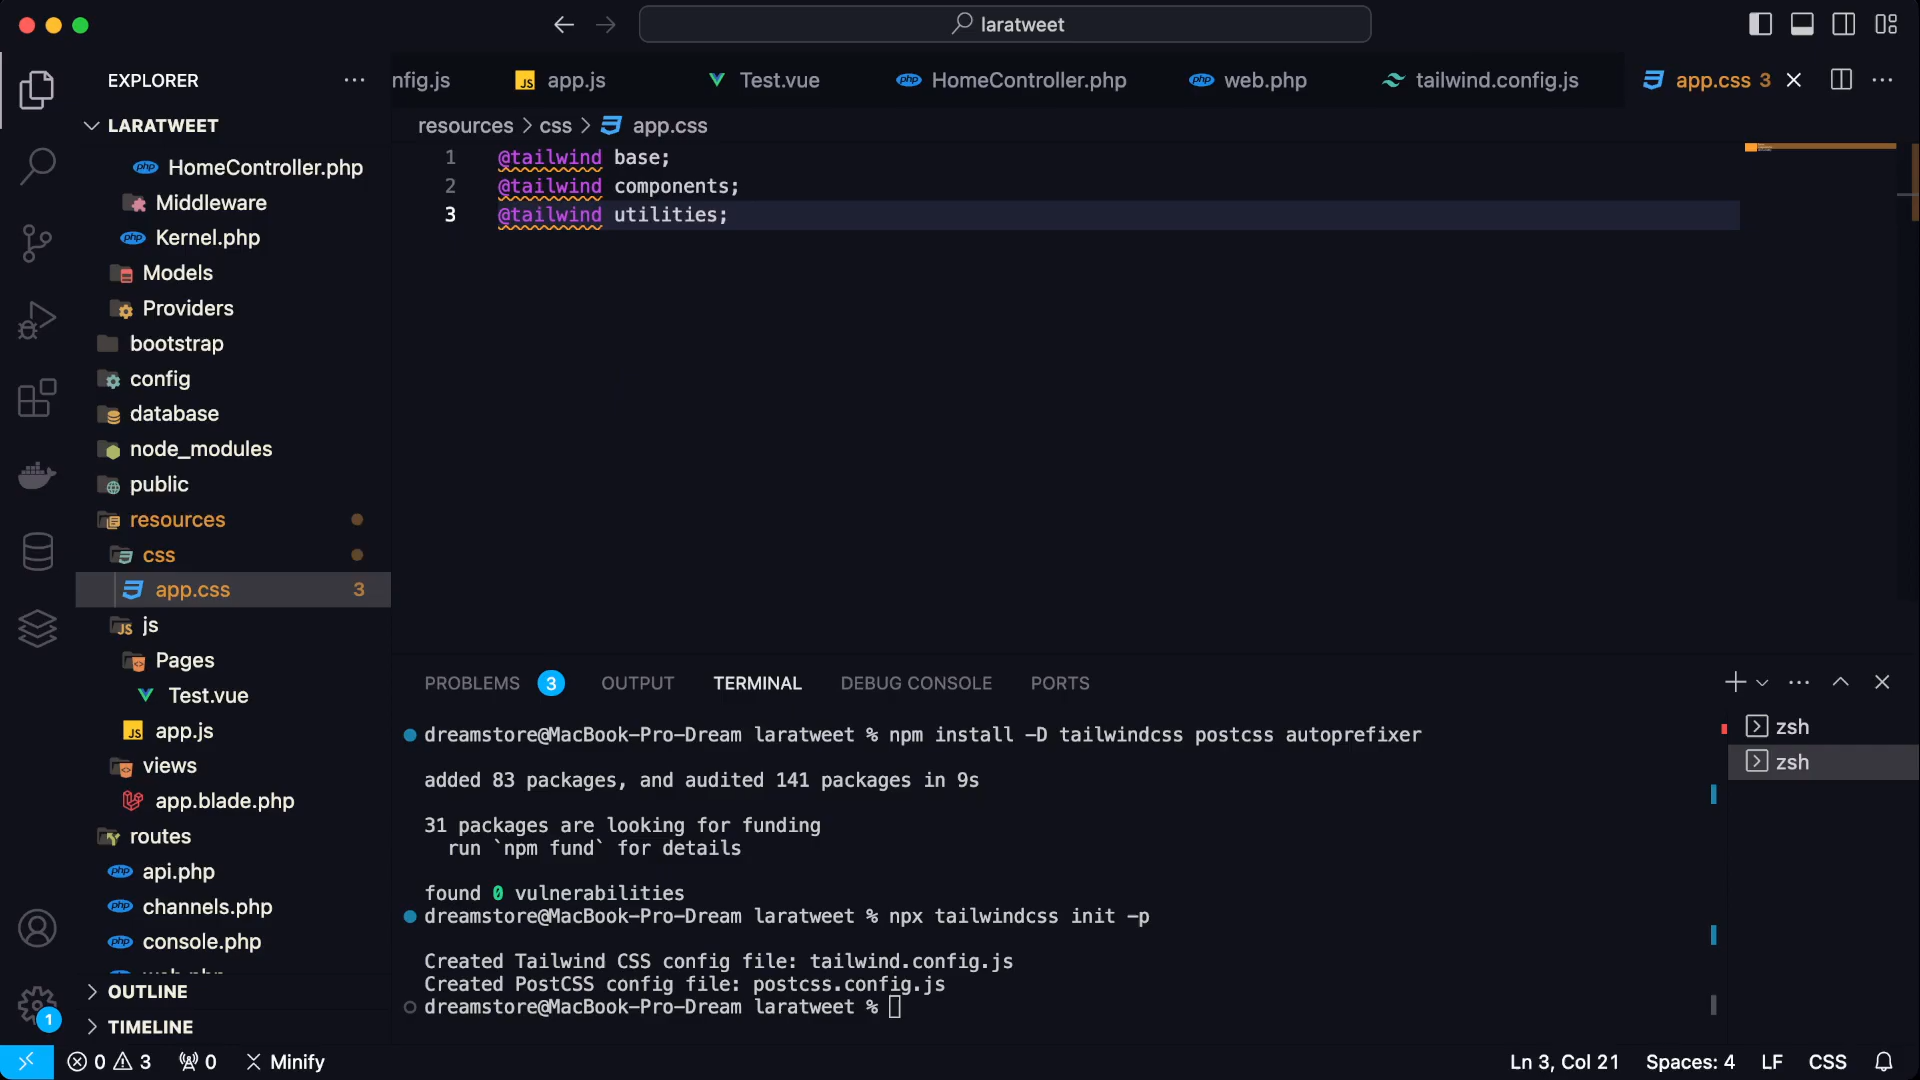 laratweet
EXPLORER
LARATWEET
HomeController.php
Middleware
Kernel.php
Models
Providers
bootstrap
config
database
node_modules
public
resources
css
app.css 3
js
Pages
Test.vue
app.js
views
app.blade.php
routes
api.php
channels.php
console.php
OUTLINE
TIMELINE
nfig.js
app.js
Test.vue
HomeController.php
web.php
tailwind.config.js
app.css 3
resources > css > app.css
1 @tailwind base;
2 @tailwind components;
3 @tailwind utilities;
PROBLEMS 3 OUTPUT TERMINAL DEBUG CONSOLE PORTS
dreamstore@MacBook-Pro-Dream laratweet % npm install -D tailwindcss postcss autoprefixer
added 83 packages, and audited 141 packages in 9s
31 packages are looking for funding
run `npm fund` for details
found 0 vulnerabilities
dreamstore@MacBook-Pro-Dream laratweet % npx tailwindcss init -p
Created Tailwind CSS config file: tailwind.config.js
Created PostCSS config file: postcss.config.js
dreamstore@MacBook-Pro-Dream laratweet %
zsh
zsh
1
0 3 0 Minify
Ln 3, Col 21 Spaces: 4 LF CSS